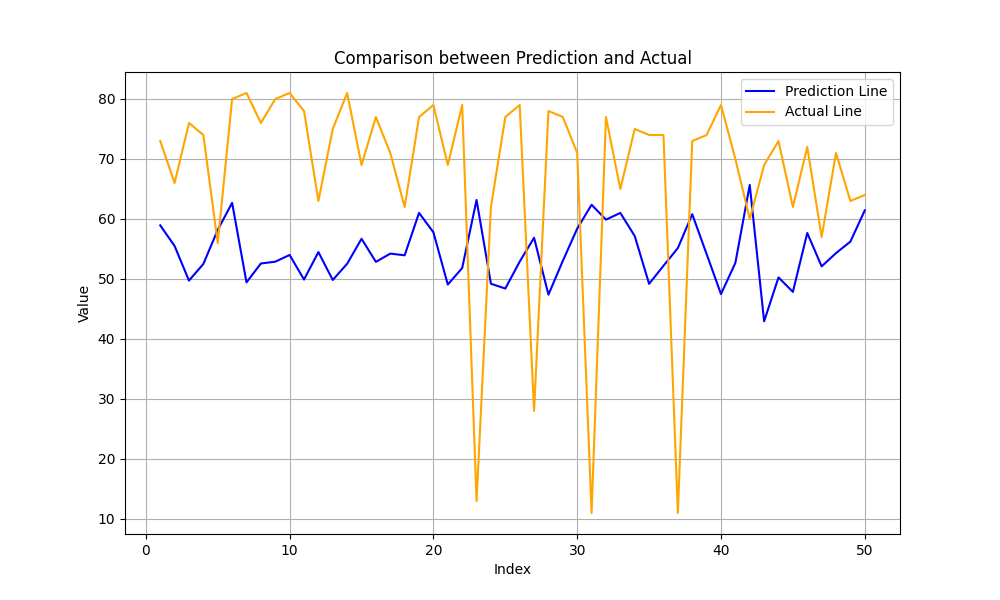 Comparison between Prediction and Actual
Prediction Line
Actual Line
80
70
60
50
40
30
20
10
Value
0 10 20 30 40 50
Index